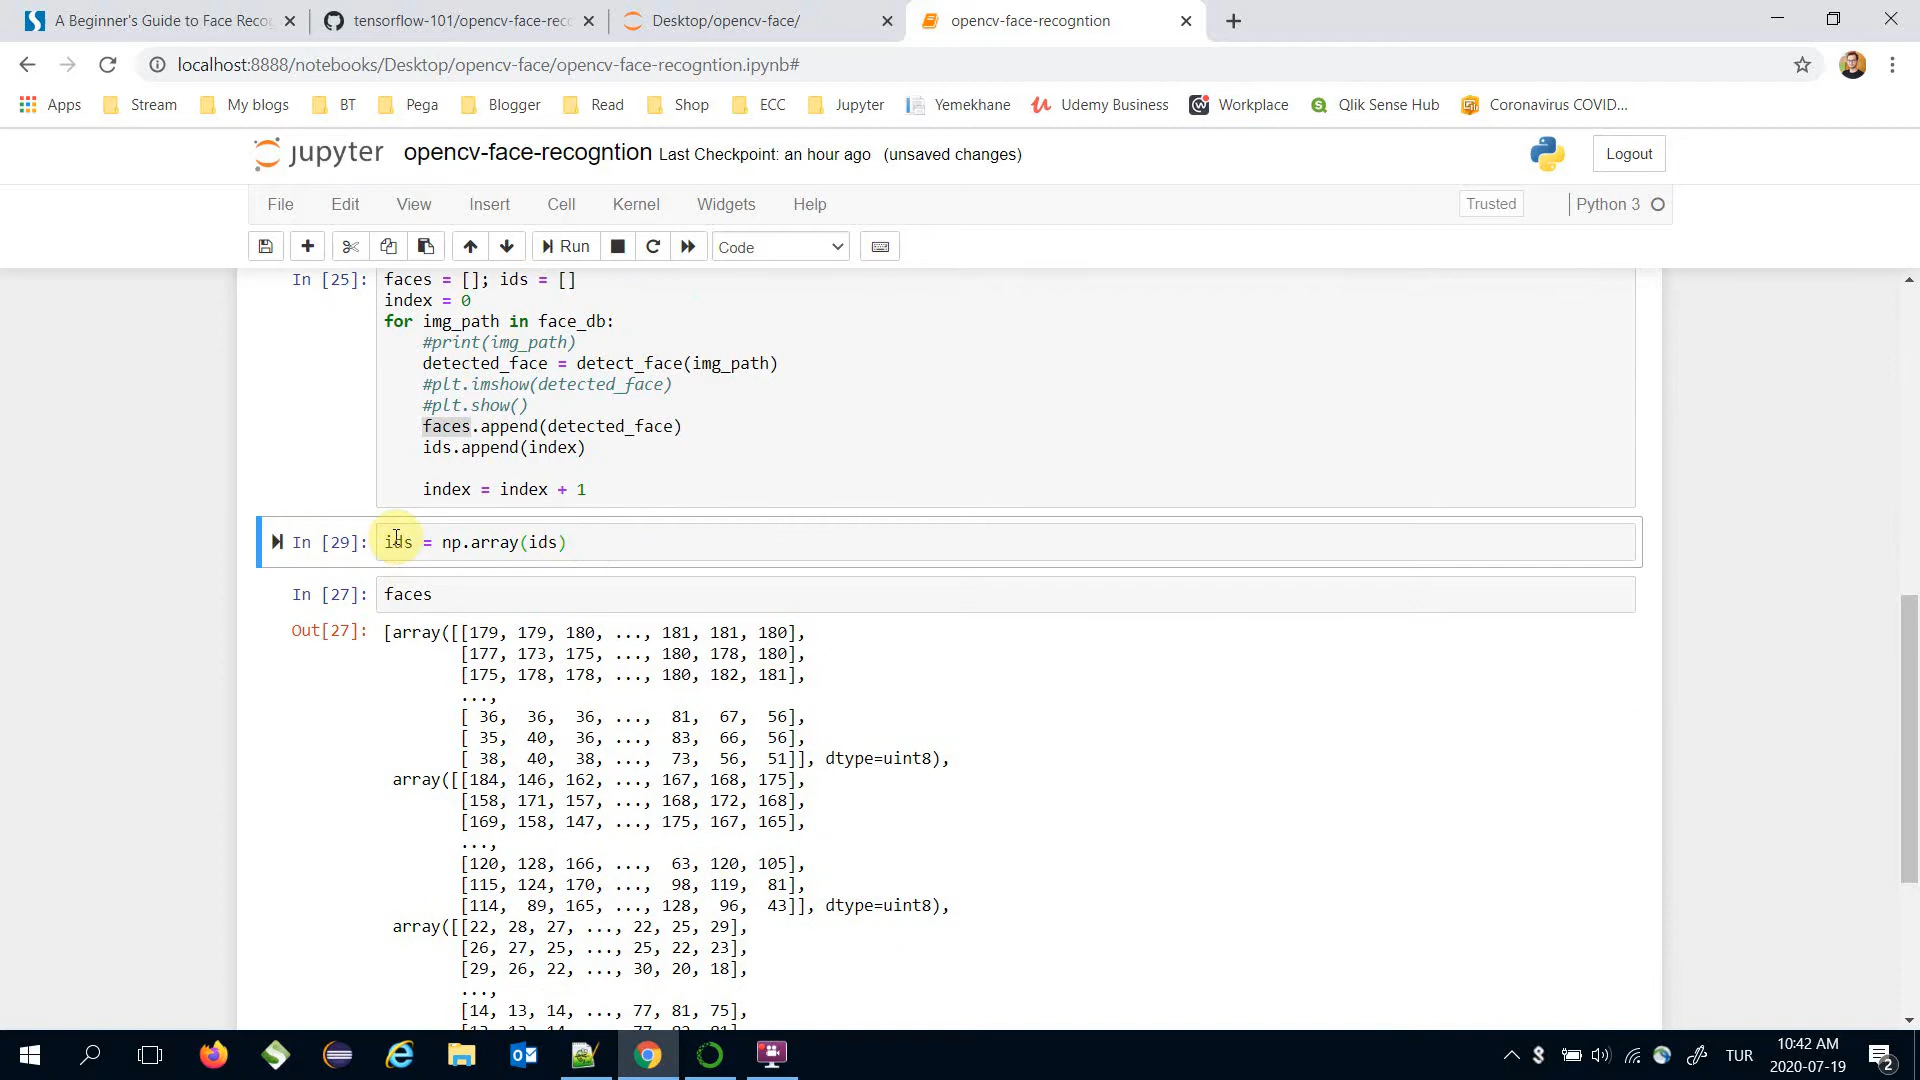 A Beginner's Guide to Face Recog
tensorflow-101/opencv-face-reco
Desktop/opencv-face/
opencv-face-recogntion
localhost:8888/notebooks/Desktop/opencv-face/opencv-face-recogntion.ipynb#
Apps Stream My blogs BT Pega Blogger Read Shop ECC Jupyter Yemekhane Udemy Business Workplace Qlik Sense Hub Coronavirus COVID...
jupyter opencv-face-recogntion Last Checkpoint: an hour ago (unsaved changes) Logout
File Edit View Insert Cell Kernel Widgets Help Trusted Python 3
Run Code
In [25]: faces = []; ids = []
index = 0
for img_path in face_db:
#print(img_path)
detected_face = detect_face(img_path)
#plt.imshow(detected_face)
#plt.show()
faces.append(detected_face)
ids.append(index)
index = index + 1
In [29]: ids = np.array(ids)
In [27]: faces
Out[27]: [array([[179, 179, 180, ..., 181, 181, 180],
[177, 173, 175, ..., 180, 178, 180],
[175, 178, 178, ..., 180, 182, 181],
...,
[ 36, 36, 36, ..., 81, 67, 56],
[ 35, 40, 36, ..., 83, 66, 56],
[ 38, 40, 38, ..., 73, 56, 51]], dtype=uint8),
array([[184, 146, 162, ..., 167, 168, 175],
[158, 171, 157, ..., 168, 172, 168],
[169, 158, 147, ..., 175, 167, 165],
...,
[120, 128, 166, ..., 63, 120, 105],
[115, 124, 170, ..., 98, 119, 81],
[114, 89, 165, ..., 128, 96, 43]], dtype=uint8),
array([[22, 28, 27, ..., 22, 25, 29],
[26, 27, 25, ..., 25, 22, 23],
[29, 26, 22, ..., 30, 20, 18],
...,
[14, 13, 14, ..., 77, 81, 75],
TUR
10:42 AM
2020-07-19
2